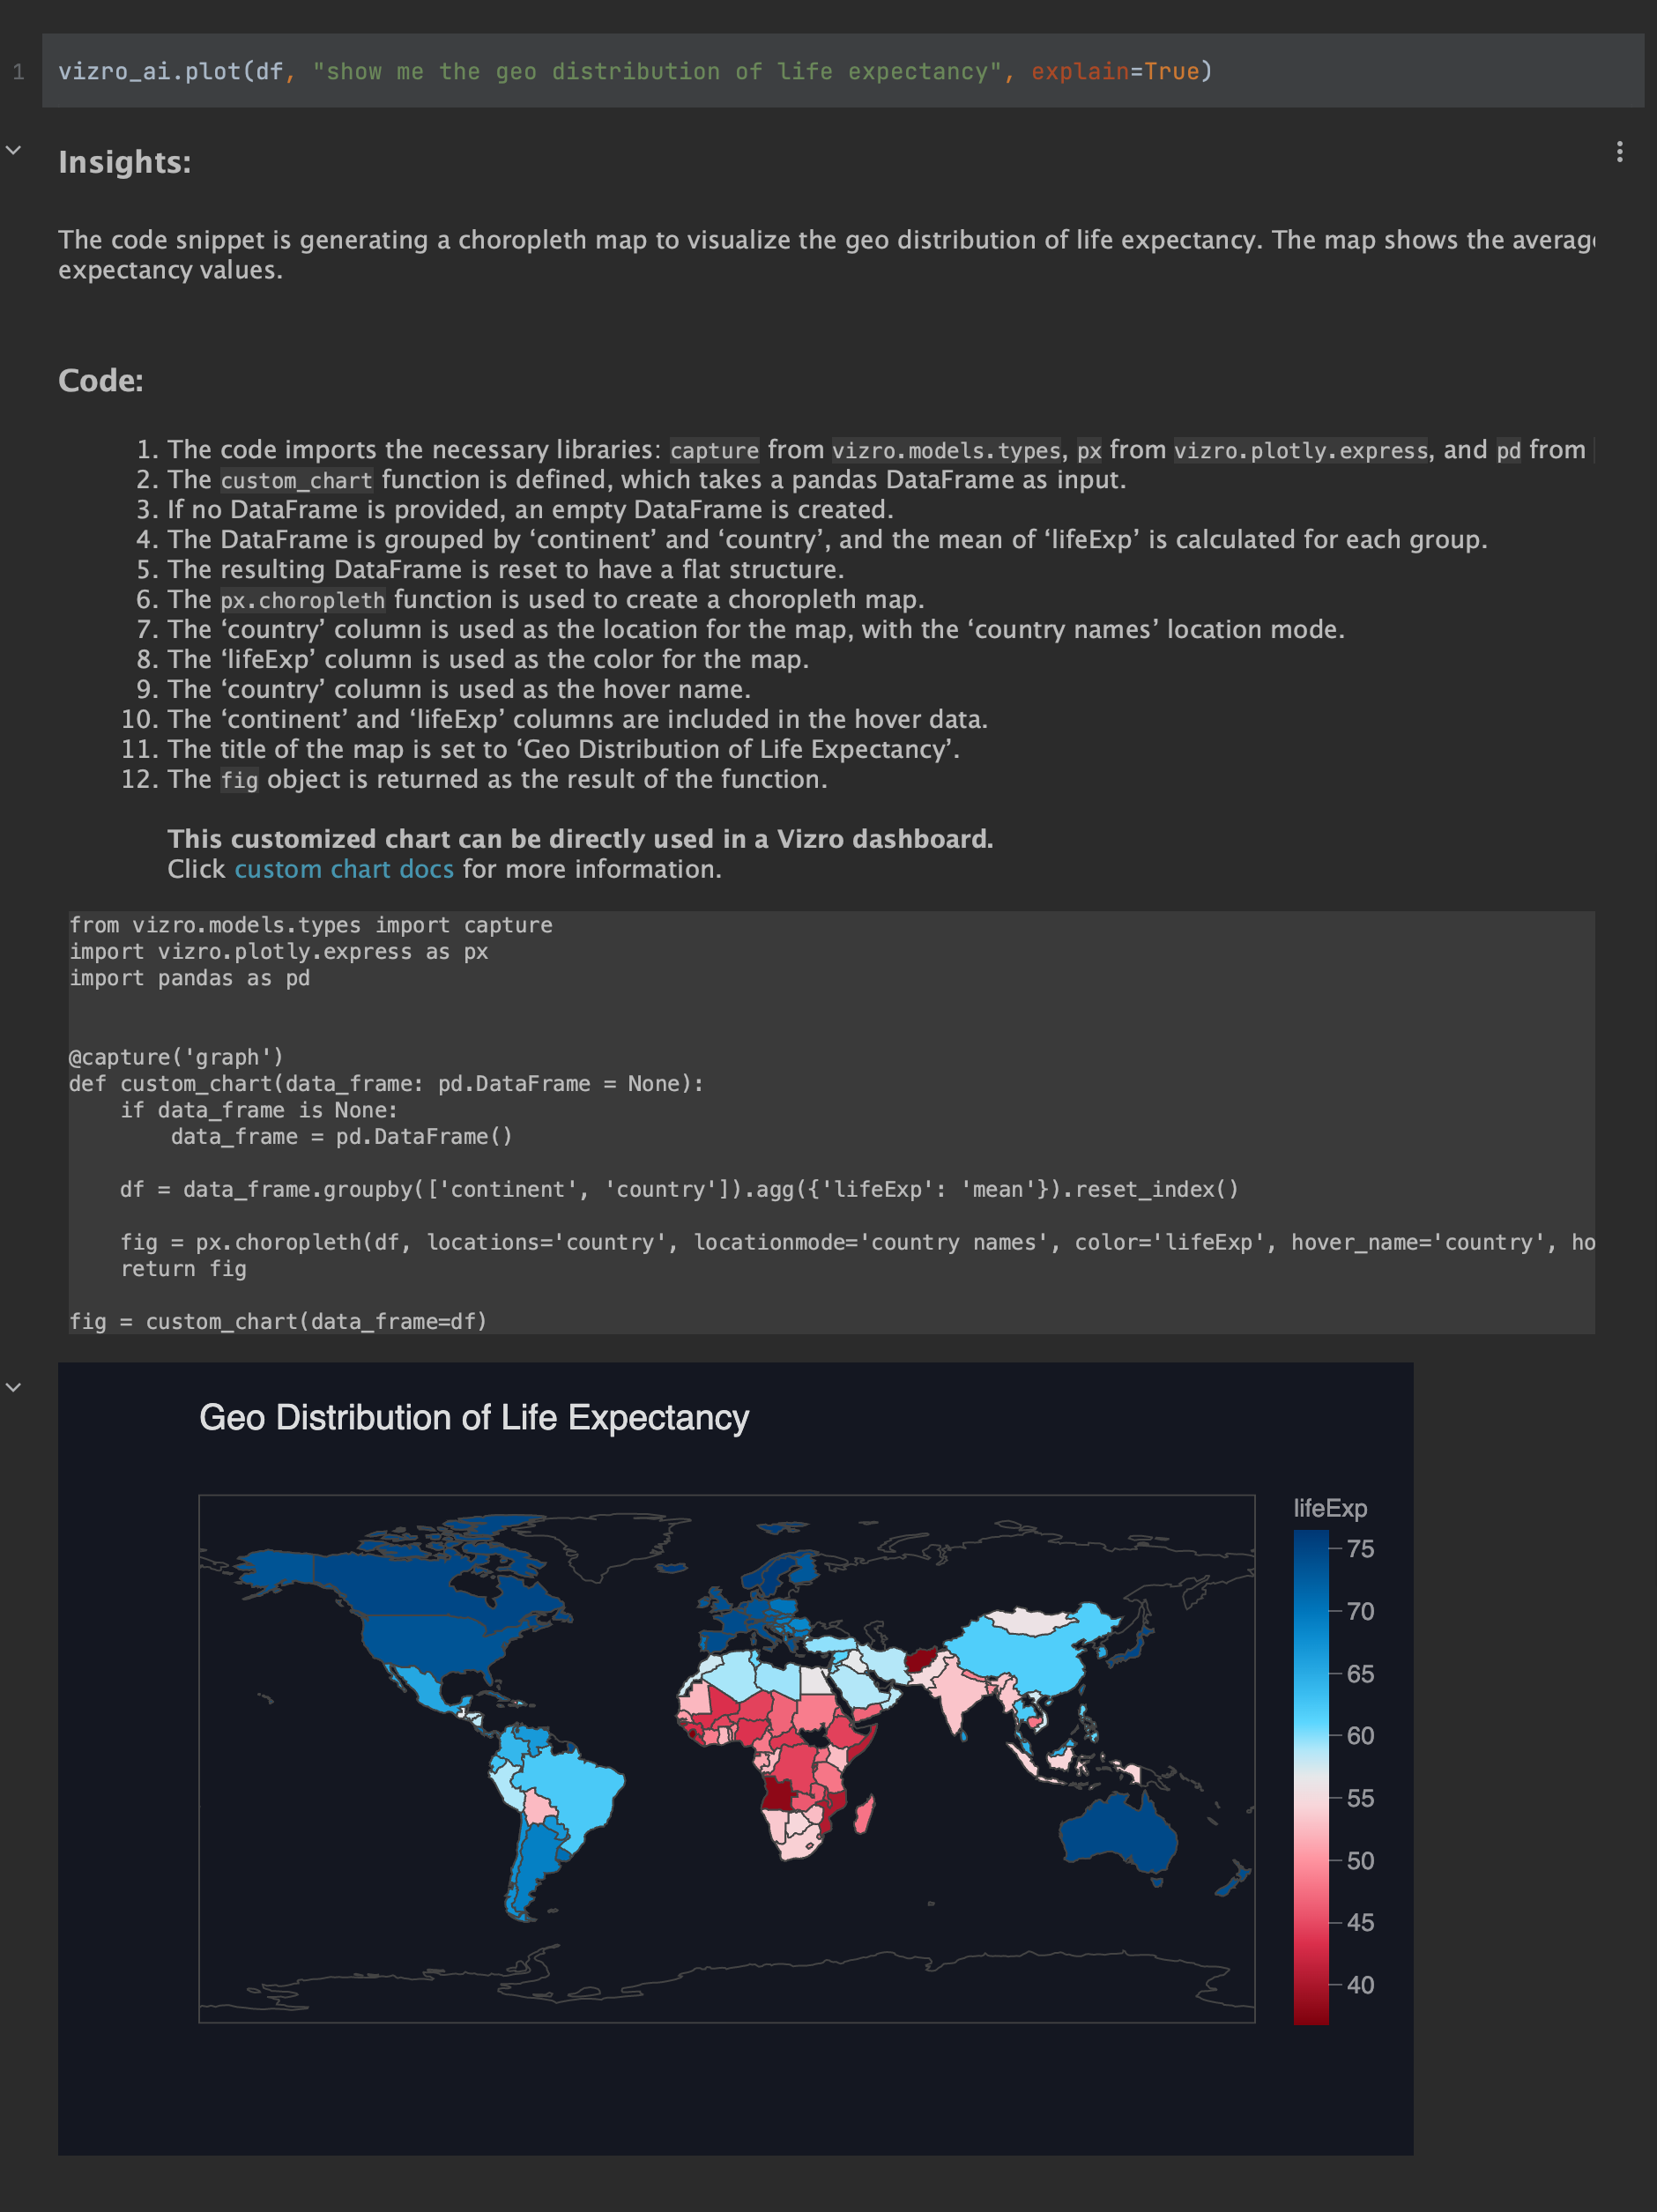 1
vizro_ai.plot(df, "show me the geo distribution of life expectancy", explain=True)
Insights:
The code snippet is generating a choropleth map to visualize the geo distribution of life expectancy. The map shows the
expectancy values.
Code:
1. The code imports the necessary libraries: capture from vizro.models.types, px from vizro.plotly.express, and pd from
2. The custom_chart function is defined, which takes a pandas DataFrame as input.
3. If no DataFrame is provided, an empty DataFrame is created.
4. The DataFrame is grouped by ‘continent’ and ‘country’, and the mean of ‘lifeExp’ is calculated for each group.
5. The resulting DataFrame is reset to have a flat structure.
6. The px.choropleth function is used to create a choropleth map.
7. The ‘country’ column is used as the location for the map, with the ‘country names’ location mode.
8. The ‘lifeExp’ column is used as the color for the map.
9. The ‘country’ column is used as the hover name.
10. The ‘continent’ and ‘lifeExp’ columns are included in the hover data.
11. The title of the map is set to ‘Geo Distribution of Life Expectancy’.
12. The fig object is returned as the result of the function.
This customized chart can be directly used in a Vizro dashboard.
Click custom chart docs for more information.
from vizro.models.types import capture
import vizro.plotly.express as px
import pandas as pd
@capture('graph')
def custom_chart(data_frame: pd.DataFrame = None):
    if data_frame is None:
        data_frame = pd.DataFrame()
    df = data_frame.groupby(['continent', 'country']).agg({'lifeExp': 'mean'}).reset_index()
    fig = px.choropleth(df, locations='country', locationmode='country names', color='lifeExp', hover_name='country', ho
    return fig
fig = custom_chart(data_frame=df)
Geo Distribution of Life Expectancy
lifeExp
75
70
65
60
55
50
45
40